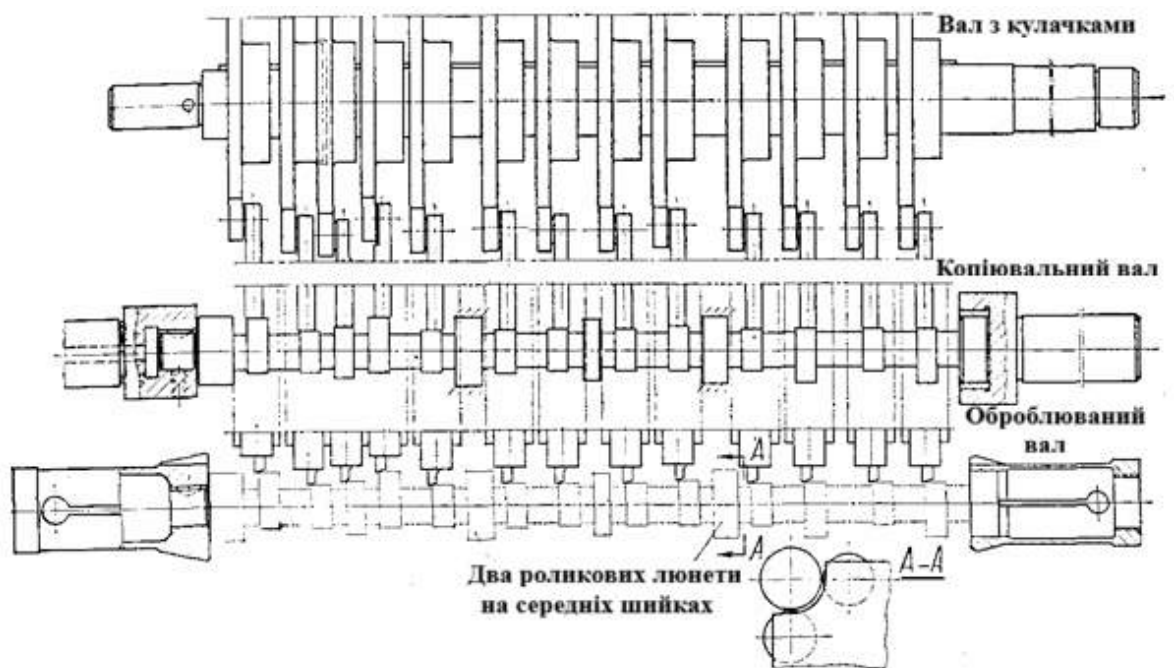 Вал з кулачками
Копіювальний вал
Оброблюваний
вал
А
А
Два роликових люнети
на середніх шийках
А–А